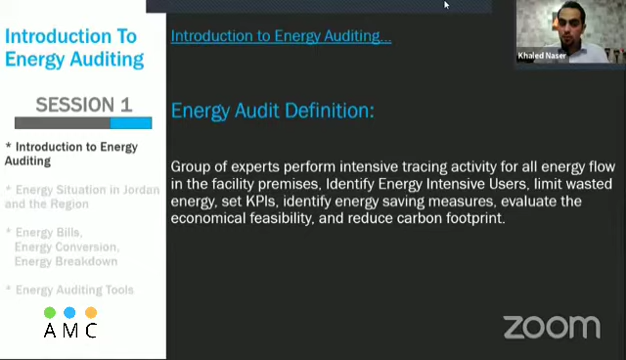 Introduction To
Energy Auditing
SESSION 1
* Introduction to Energy
Auditing
* Energy Situation in Jordan
and the Region
* Energy Bills,
Energy Conversion,
Energy Breakdown
* Energy Auditing Tools
AMC
Introduction to Energy Auditing...
Energy Audit Definition:
Group of experts perform intensive tracing activity for all energy flow
in the facility premises, Identify Energy Intensive Users, limit wasted
energy, set KPIs, identify energy saving measures, evaluate the
economical feasibility, and reduce carbon footprint.
Khaled Naser
zoom